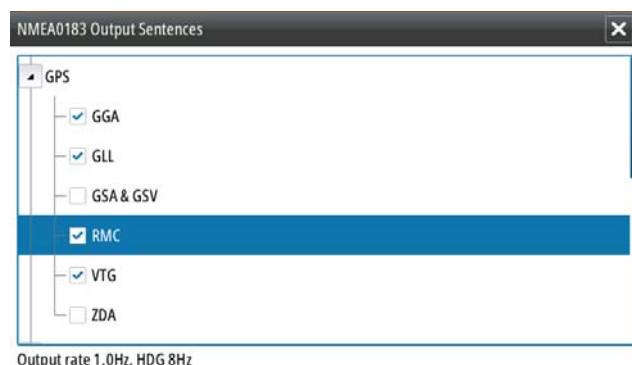 NMEA0183 Output Sentences
GPS
GGA
GLL
GSA & GSV
RMC
VTG
ZDA
Output rate 1.0Hz, HDG 8Hz